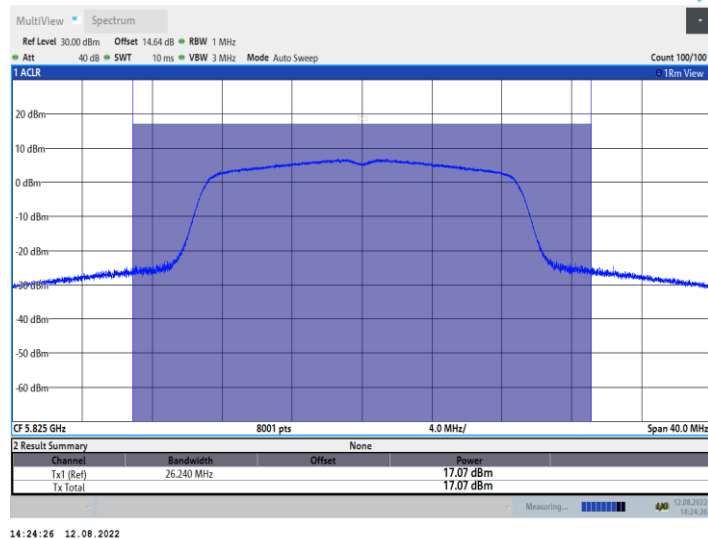 MultiView Spectrum
Ref Level 30.00 dBm Offset 14.64 dB RBW 1 MHz
Att 40 dB SWT 10 ms VBW 3 MHz Mode Auto Sweep Count 100/100
1 ACLR 1Rm View
20 dBm
10 dBm
0 dBm
-10 dBm
-20 dBm
-30 dBm
-40 dBm
-50 dBm
-60 dBm
CF 5.825 GHz 8001 pts 4.0 MHz/ Span 40.0 MHz
2 Result Summary None
Channel Bandwidth Offset Power
Tx1 (Ref) 26.240 MHz 17.07 dBm
Tx Total 17.07 dBm
Measuring... 12.08.2022
14:24:26
14:24:26 12.08.2022